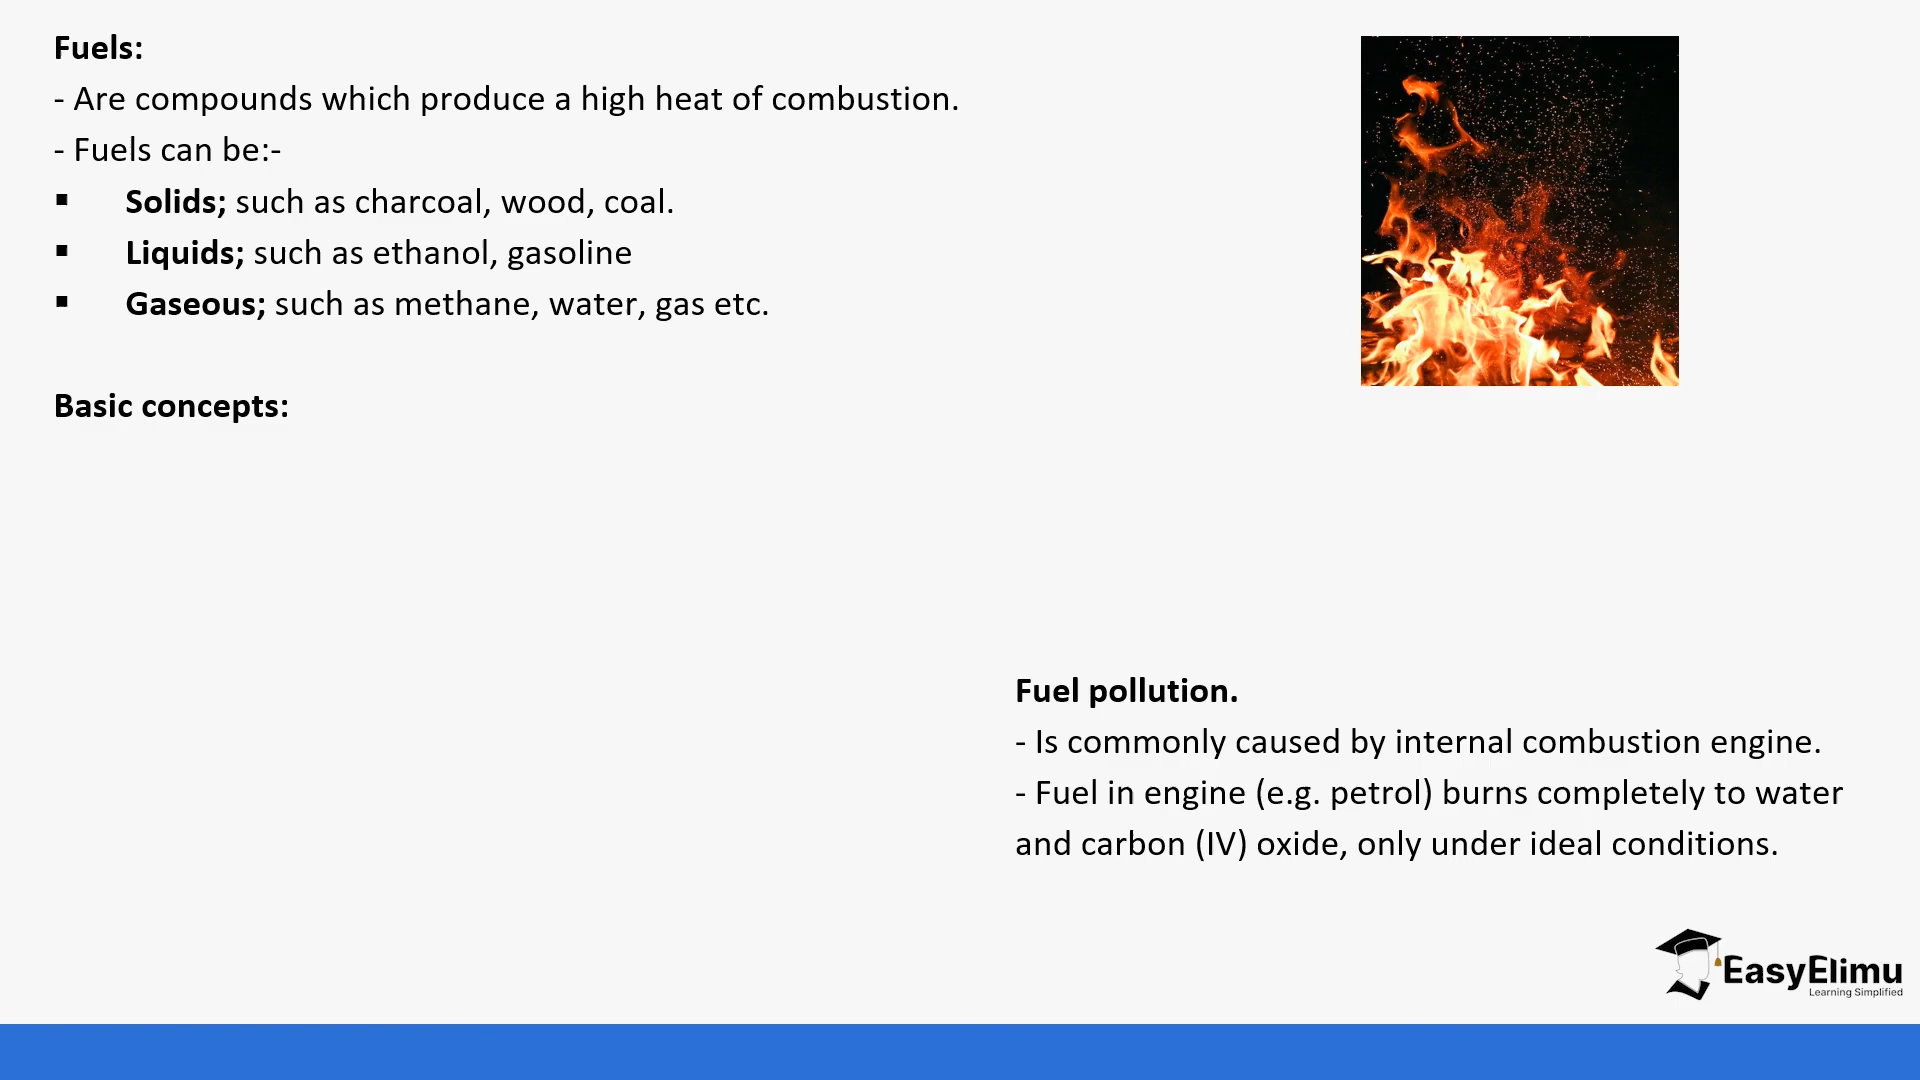 Fuels:
- Are compounds which produce a high heat of combustion.
- Fuels can be:-
▪ Solids; such as charcoal, wood, coal.
▪ Liquids; such as ethanol, gasoline
▪ Gaseous; such as methane, water, gas etc.
Basic concepts:
Fuel pollution.
- Is commonly caused by internal combustion engine.
- Fuel in engine (e.g. petrol) burns completely to water
and carbon (IV) oxide, only under ideal conditions.
EasyElimu
Learning Simplified